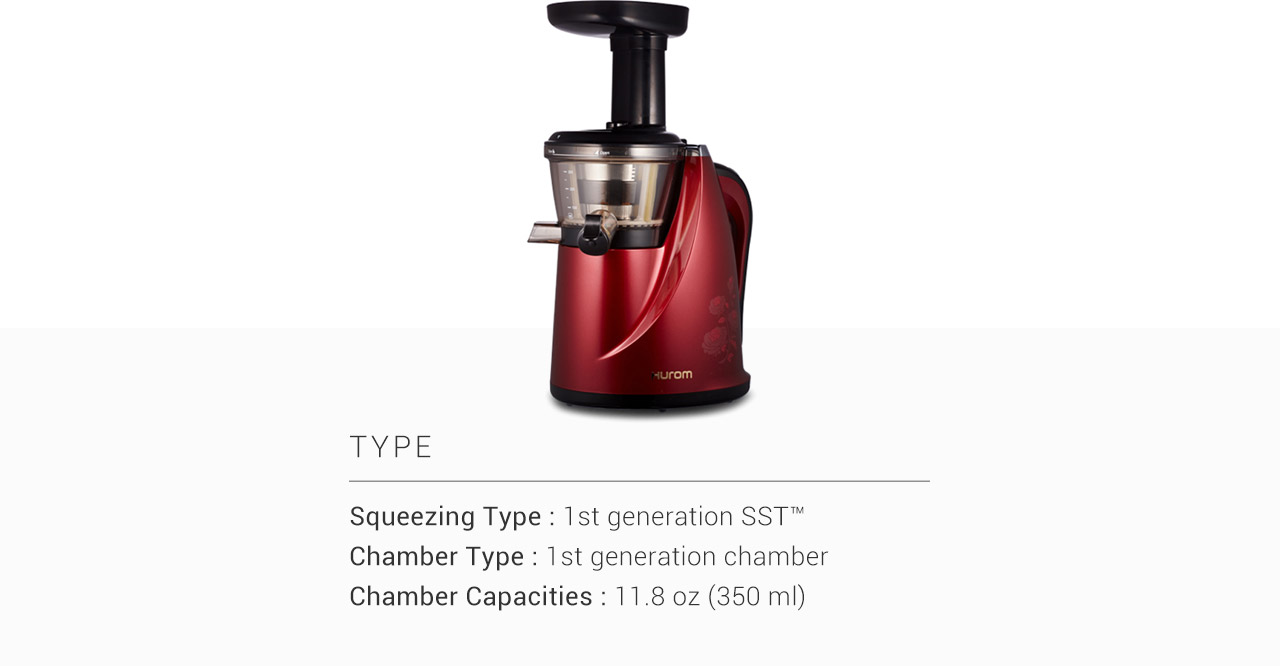 Hurom
TYPE
Squeezing Type : 1st generation SST™
Chamber Type : 1st generation chamber
Chamber Capacities : 11.8 oz (350 ml)